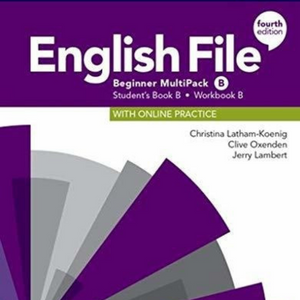 fourth
edition
English File
Beginner MultiPack B
Student's Book B • Workbook B
WITH ONLINE PRACTICE
Christina Latham-Koenig
Clive Oxenden
Jerry Lambert